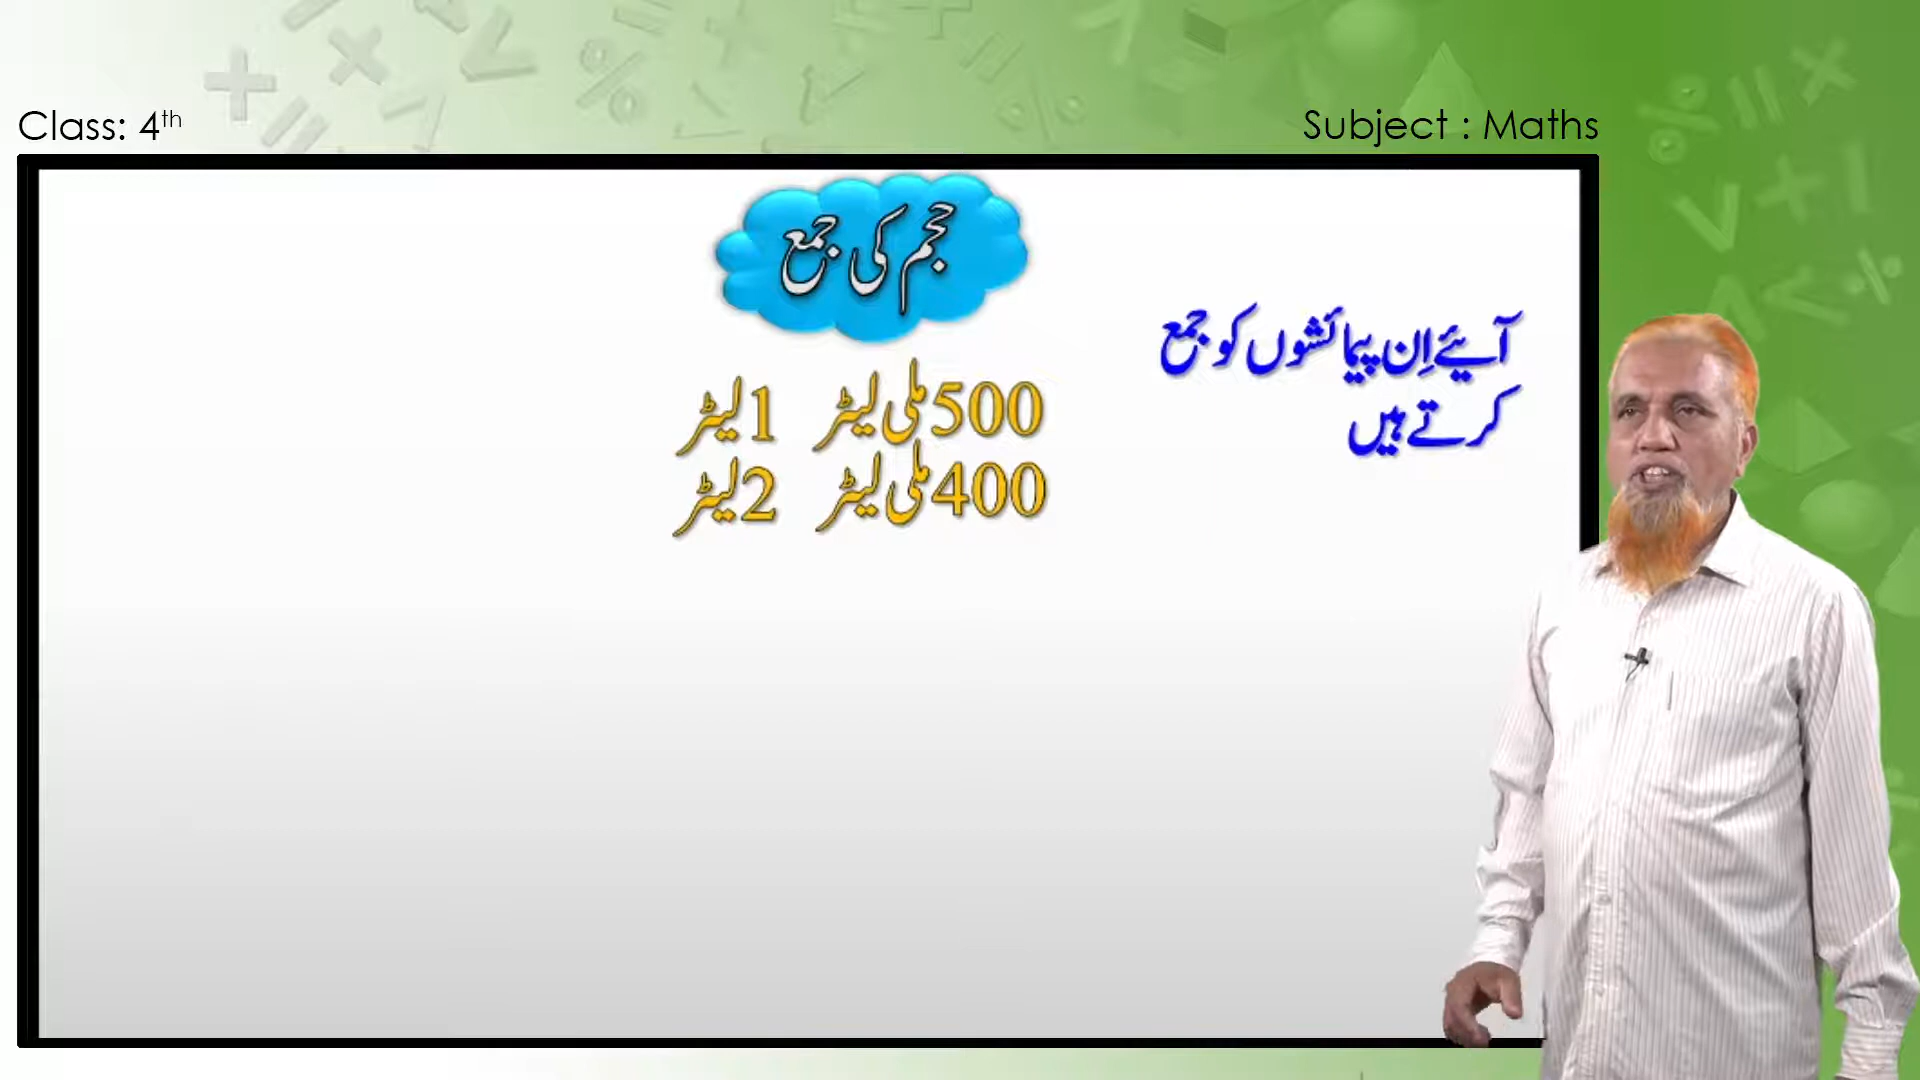 Class: 4th
Subject : Maths
حجم کی جمع
آیئے اِن پیمائشوں کو جمع
کرتے ہیں
500 ملی لیٹر 1 لیٹر
400 ملی لیٹر 2 لیٹر